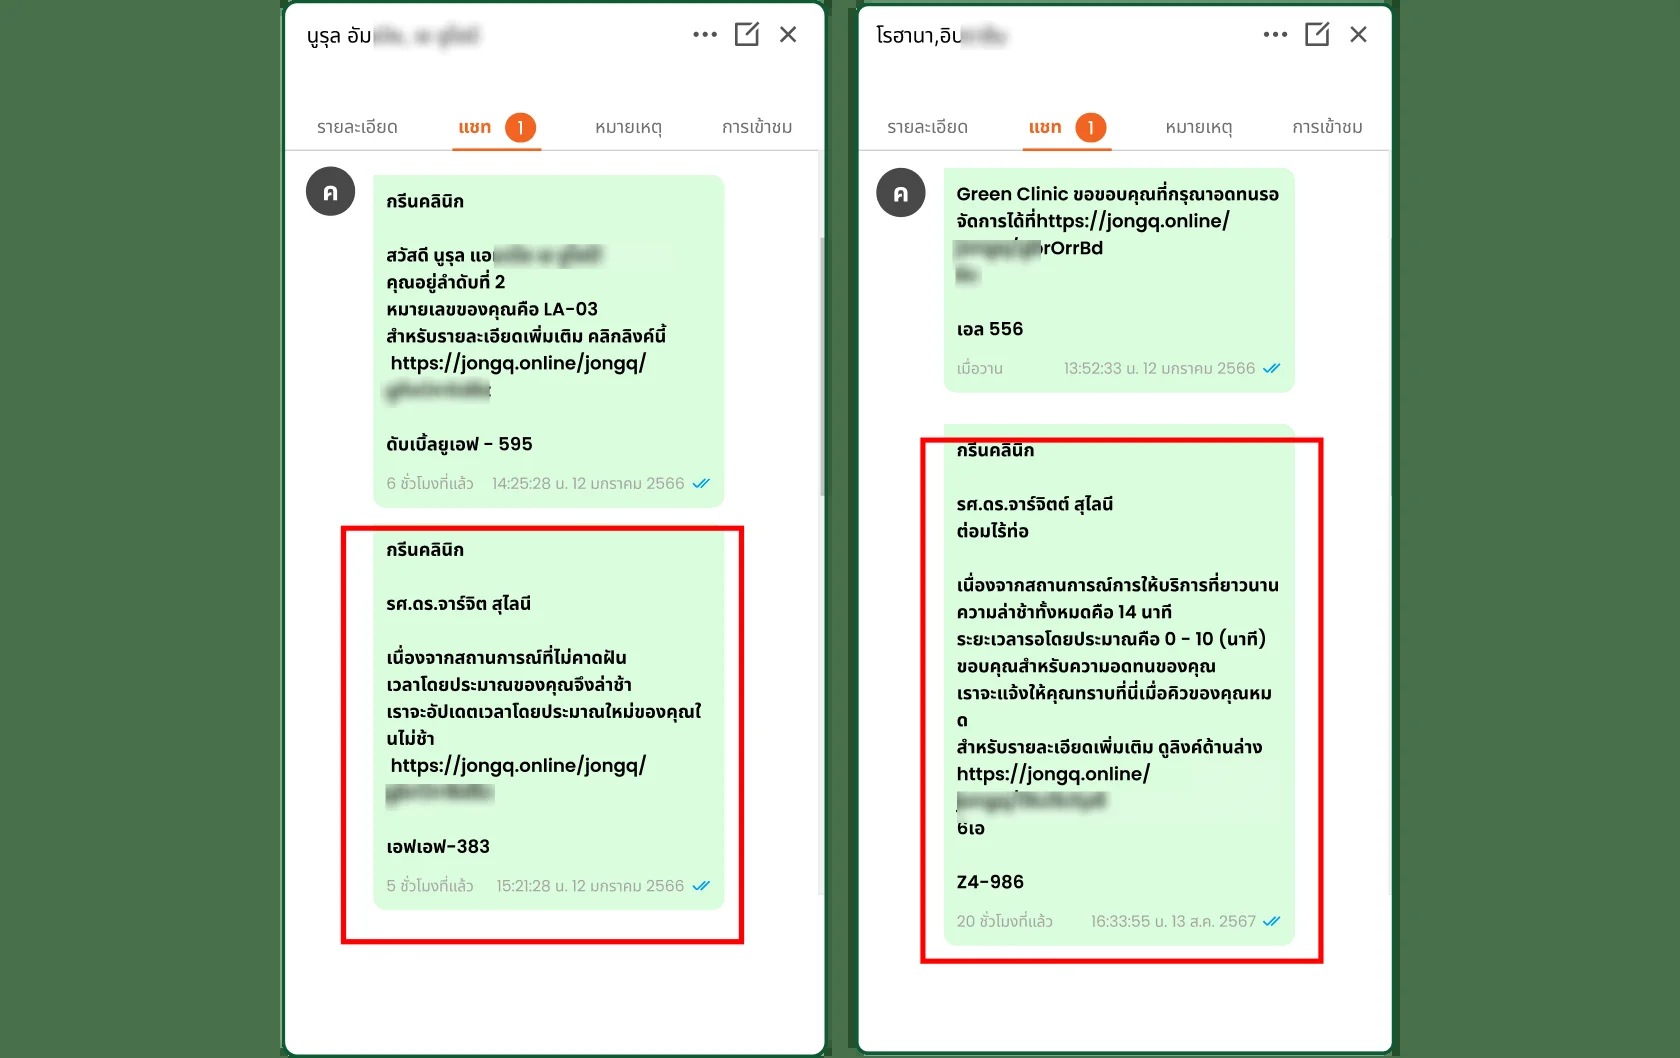 นูรุล อัม
รายละเอียด แชท 1 หมายเหตุ การเข้าชม
ค
กรีนคลินิก
สวัสดี นูรุล แอ
คุณอยู่ลำดับที่ 2
หมายเลขของคุณคือ LA-03
สำหรับรายละเอียดเพิ่มเติม คลิกลิงค์นี้
https://jongq.online/jongq/
ดับเบิ้ลยูเอฟ - 595
6 ชั่วโมงที่แล้ว 14:25:28 น. 12 มกราคม 2566
กรีนคลินิก
รศ.ดร.จาร์จิต สุไลนี
เนื่องจากสถานการณ์ที่ไม่คาดฝัน
เวลาโดยประมาณของคุณจึงล่าช้า
เราจะอัปเดตเวลาโดยประมาณใหม่ของคุณใ
นไม่ช้า
https://jongq.online/jongq/
เอฟเอฟ-383
5 ชั่วโมงที่แล้ว 15:21:28 น. 12 มกราคม 2566
โรฮานา,อิน
รายละเอียด แชท 1 หมายเหตุ การเข้าชม
ค
Green Clinic ขอขอบคุณที่กรุณาอดทนรอ
จัดการได้ที่https://jongq.online/
rOrrBd
เอล 556
เมื่อวาน 13:52:33 น. 12 มกราคม 2566
กรีนคลินิก
รศ.ดร.จาร์จิตต์ สุไลนี
ต่อมไร้ท่อ
เนื่องจากสถานการณ์การให้บริการที่ยาวนาน
ความล่าช้าทั้งหมดคือ 14 นาที
ระยะเวลารอโดยประมาณคือ 0 - 10 (นาที)
ขอบคุณสำหรับความอดทนของคุณ
เราจะแจ้งให้คุณทราบที่นี่เมื่อคิวของคุณหม
ด
สำหรับรายละเอียดเพิ่มเติม ดูลิงค์ด้านล่าง
https://jongq.online/
6เอ
Z4-986
20 ชั่วโมงที่แล้ว 16:33:55 น. 13 ส.ค. 2567